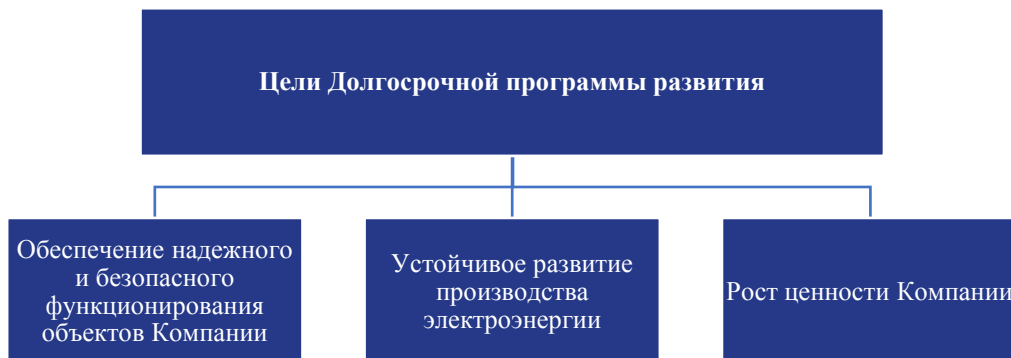 Цели Долгосрочной программы развития
Обеспечение надежного
и безопасного
функционирования
объектов Компании
Устойчивое развитие
производства
электроэнергии
Рост ценности Компании